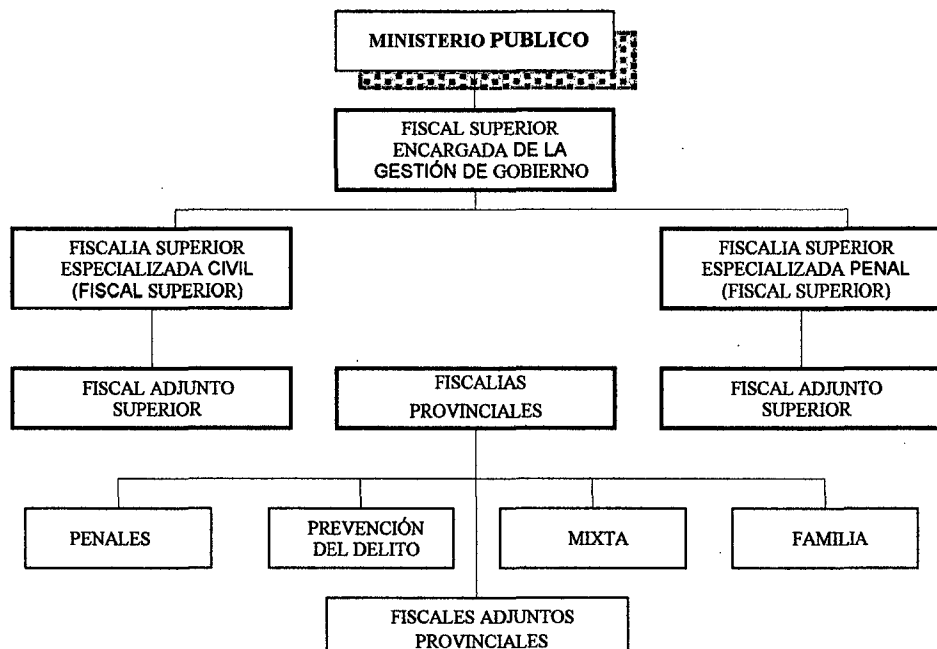 MINISTERIO PUBLICO
FISCAL SUPERIOR
ENCARGADA DE LA
GESTIÓN DE GOBIERNO
FISCALIA SUPERIOR
ESPECIALIZADA CIVIL
(FISCAL SUPERIOR)
FISCALIA SUPERIOR
ESPECIALIZADA PENAL
(FISCAL SUPERIOR)
FISCAL ADJUNTO
SUPERIOR
FISCALIAS
PROVINCIALES
FISCAL ADJUNTO
SUPERIOR
PENALES
PREVENCIÓN
DEL DELITO
MIXTA
FAMILIA
FISCALES ADJUNTOS
PROVINCIALES